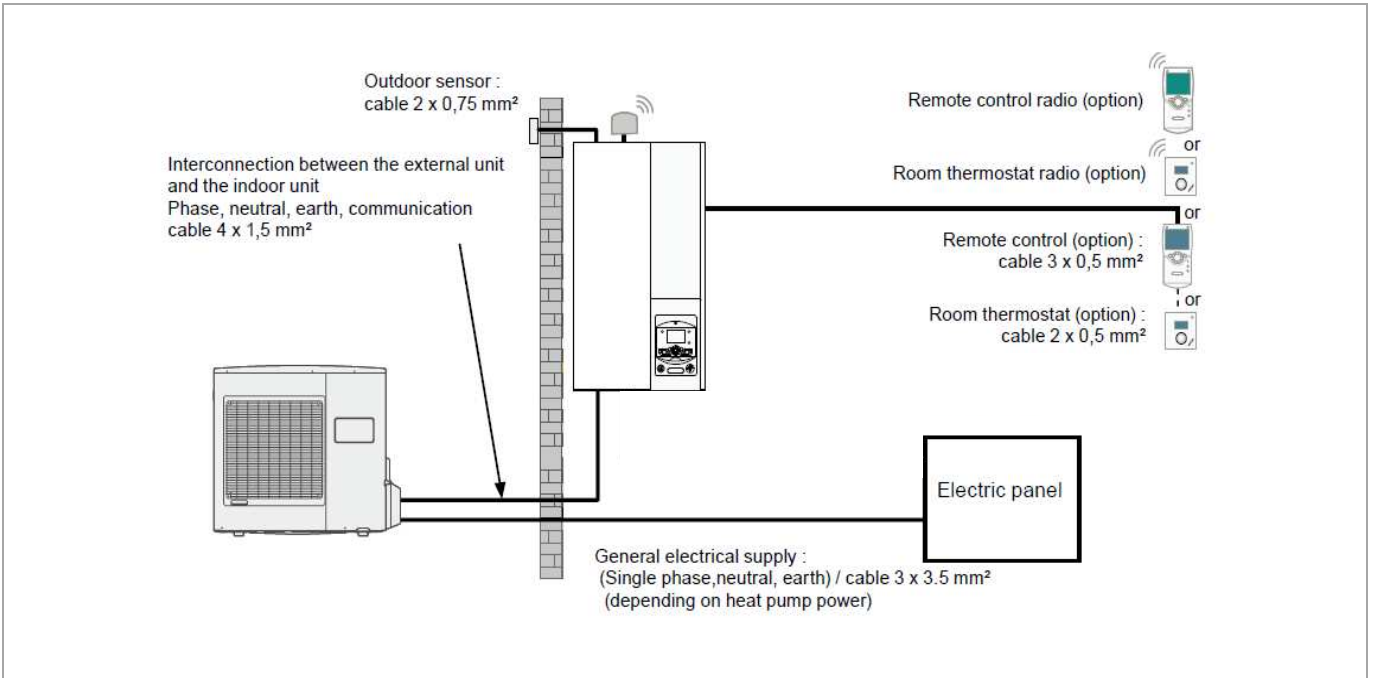 Outdoor sensor :
cable 2 x 0,75 mm²
Interconnection between the external unit
and the indoor unit
Phase, neutral, earth, communication
cable 4 x 1,5 mm²
Remote control radio (option)
or
Room thermostat radio (option)
or
Remote control (option) :
cable 3 x 0,5 mm²
or
Room thermostat (option) :
cable 2 x 0,5 mm²
Electric panel
General electrical supply :
(Single phase,neutral, earth) / cable 3 x 3.5 mm²
(depending on heat pump power)